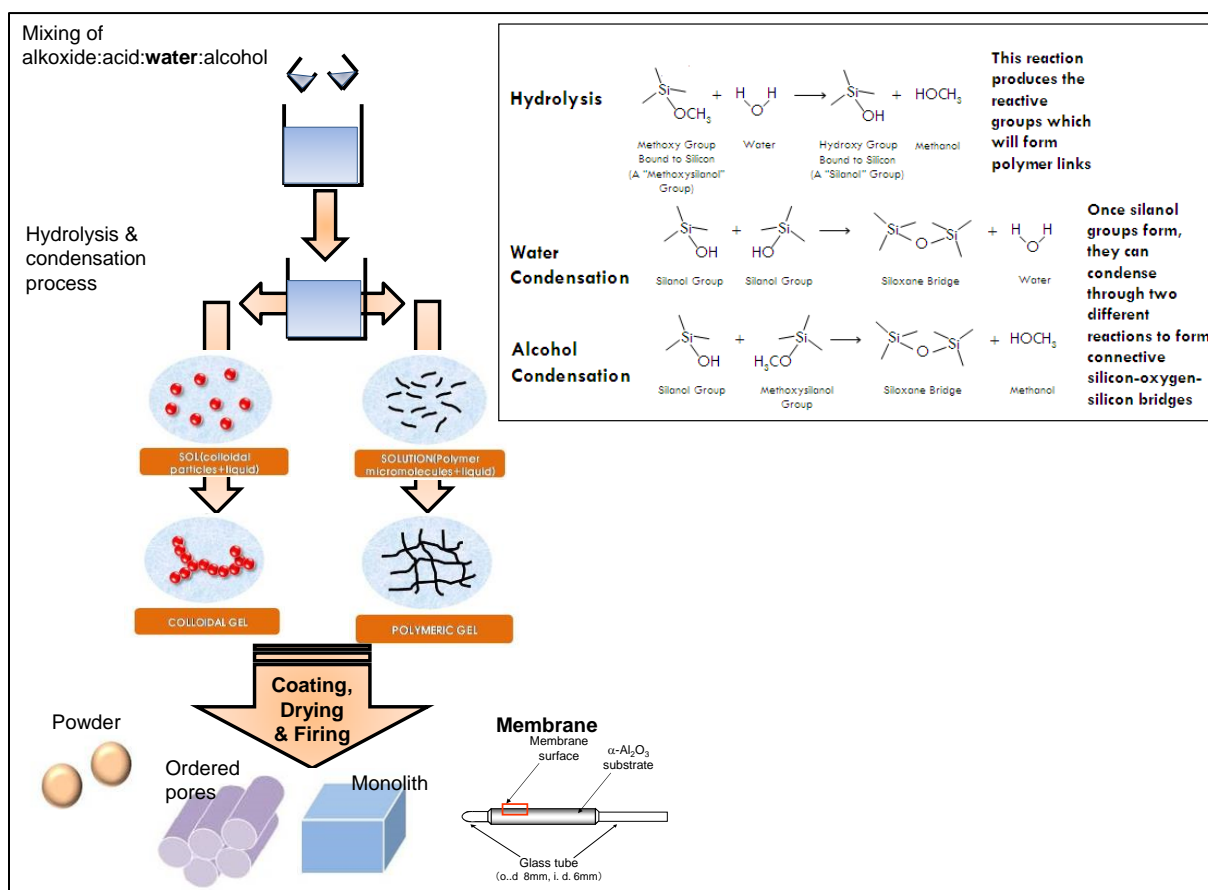 Mixing of
alkoxide:acid:water:alcohol
Hydrolysis &
condensation
process
SOL(colloidal
particles+liquid)
SOLUTION(Polymer
micromolecules+liquid)
COLLOIDAL GEL
POLYMERIC GEL
Coating,
Drying
& Firing
Powder
Ordered
pores
Monolith
Membrane
Membrane
surface
α-Al2O3
substrate
Glass tube
(o..d 8mm, i. d. 6mm)
Hydrolysis
Si
OCH3
+
H H
O
Si
OH
+
HOCH3
Methoxy Group
Bound to Silicon
(A "Methoxysilanol"
Group)
Water
Hydroxy Group
Bound to Silicon
(A "Silanol" Group)
Methanol
This reaction
produces the
reactive
groups which
will form
polymer links
Water
Condensation
Si
OH
+
Si
HO
Si Si
O
+
H H
O
Silanol Group
Silanol Group
Siloxane Bridge
Water
Alcohol
Condensation
Si
OH
+
Si
H3CO
Si Si
O
+
HOCH3
Silanol Group
Methoxysilanol
Group
Siloxane Bridge
Methanol
Once silanol
groups form,
they can
condense
through two
different
reactions to form
connective
silicon-oxygen-
silicon bridges